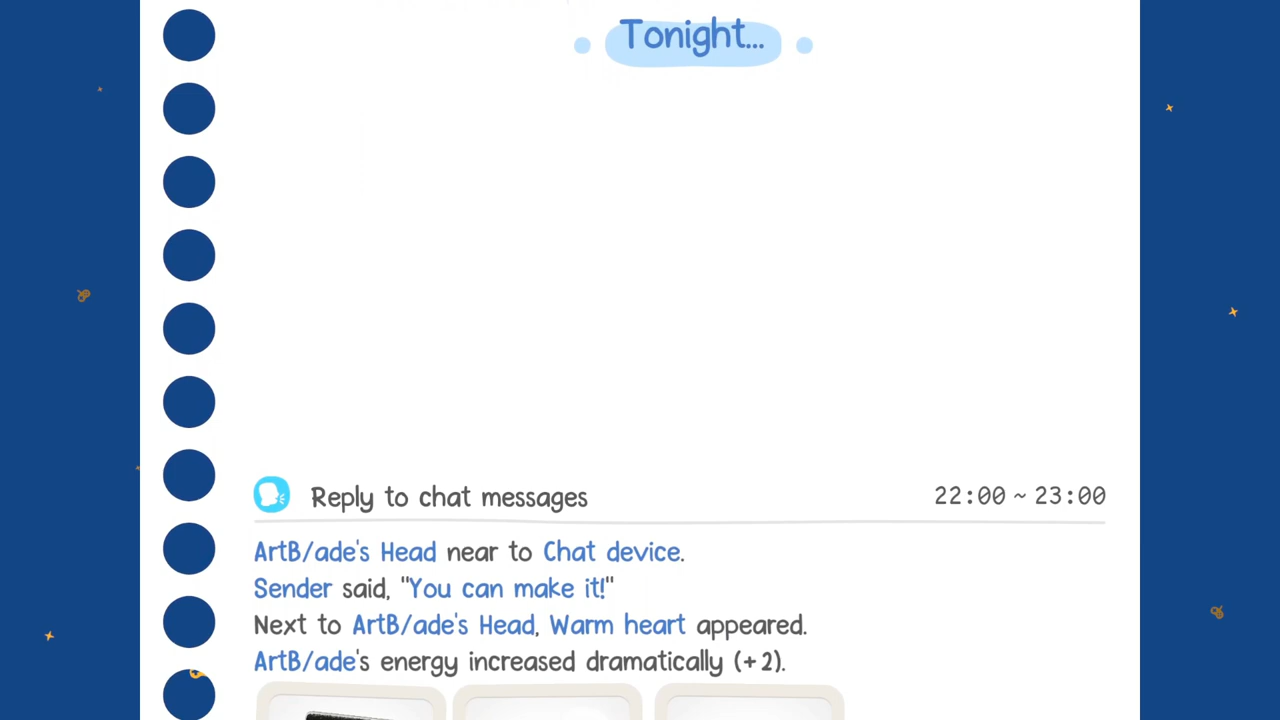 Tonight...
Reply to chat messages 22:00 ~ 23:00
ArtB/ade's Head near to Chat device.
Sender said, "You can make it!"
Next to ArtB/ade's Head, Warm heart appeared.
ArtB/ade's energy increased dramatically (+2).